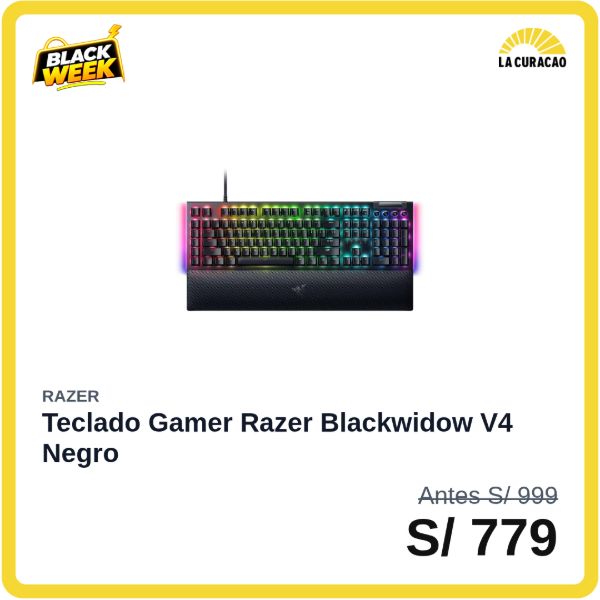 BLACK
WEEK
LA CURACAO
RAZER
Teclado Gamer Razer Blackwidow V4
Negro
Antes S/ 999
S/ 779